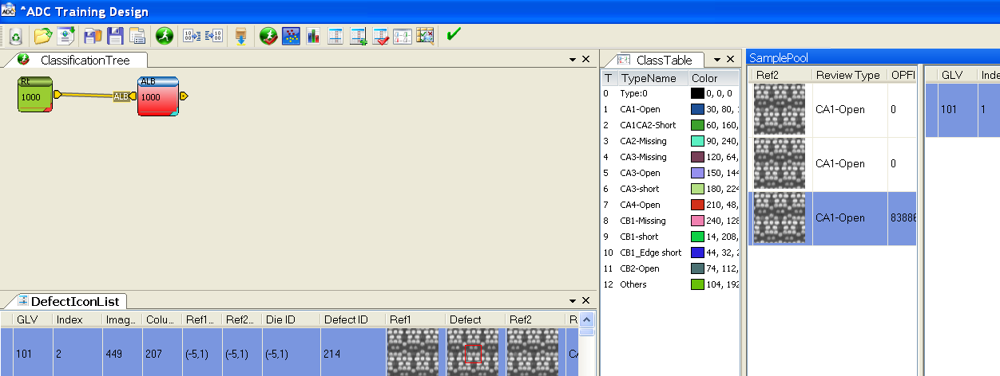 ADC ^ADC Training Design
ClassificationTree
Rt
1000
ALB
ALB
1000
ClassTable
T TypeName Color
0 Type:0 0, 0, 0
1 CA1-Open 30, 80,
2 CA1CA2-Short 60, 160,
3 CA2-Missing 90, 240,
4 CA3-Missing 120, 64,
5 CA3-Open 150, 144
6 CA3-short 180, 224
7 CA4-Open 210, 48,
8 CB1-Missing 240, 128
9 CB1-short 14, 208,
10 CB1_Edge short 44, 32, 2
11 CB2-Open 74, 112,
12 Others 104, 192
SamplePool
Ref2 Review Type OPFI
CA1-Open 0
CA1-Open 0
CA1-Open 83886
GLV Inde
101 1
DefectIconList
GLV Index Imag... Colu... Ref1... Ref2... Die ID Defect ID Ref1 Defect Ref2 R
101 2 449 207 (-5,1) (-5,1) (-5,1) 214 CA